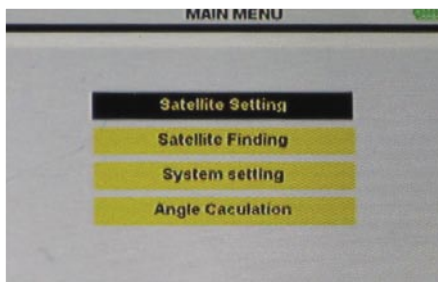 MAIN MENU
Satellite Setting
Satellite Finding
System setting
Angle Caculation